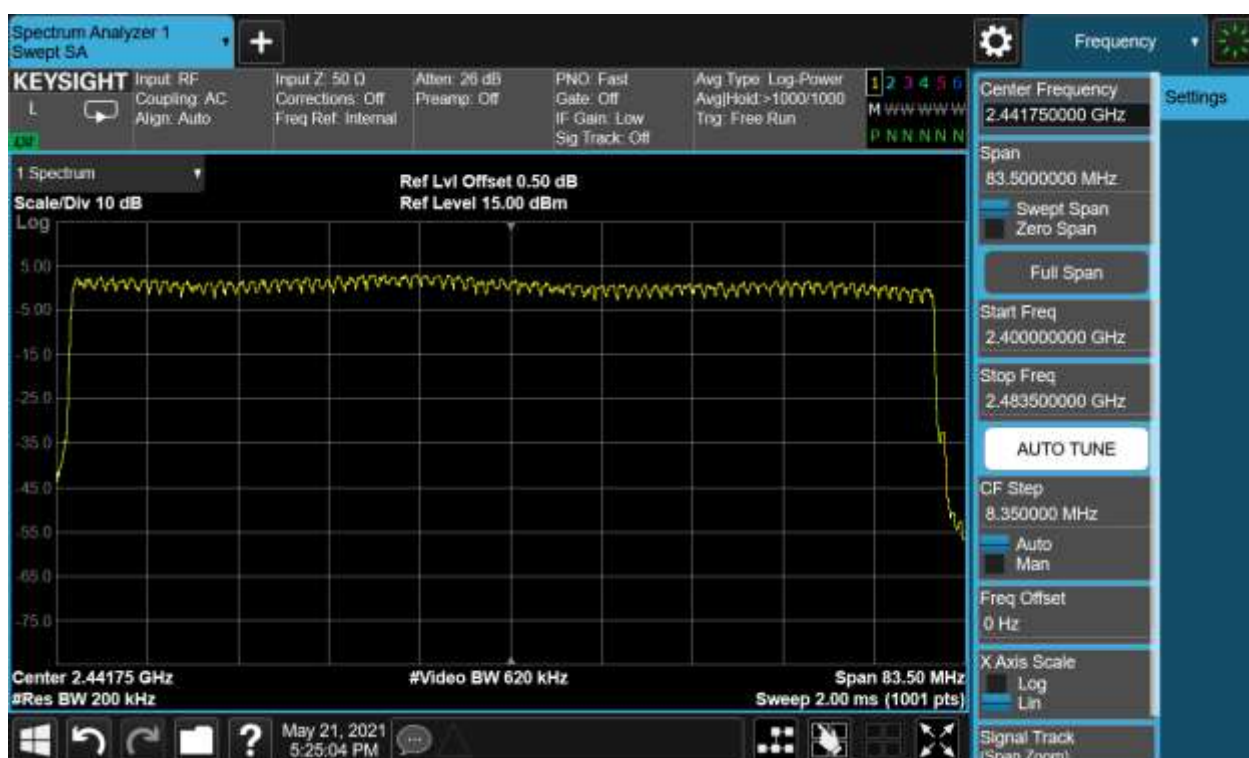 Spectrum Analyzer 1
Swept SA
+
Frequency
KEYSIGHT
L
Input: RF
Coupling: AC
Align: Auto
Input Z: 50 Ω
Corrections: Off
Freq Ref: Internal
Atten: 26 dB
Preamp: Off
PNO: Fast
Gate: Off
IF Gain: Low
Sig Track: Off
Avg Type: Log-Power
Avg|Hold:>1000/1000
Trig: Free Run
1 2 3 4 5 6
M W W W W W
P N N N N N
1 Spectrum
Scale/Div 10 dB
Log
Ref Lvl Offset 0.50 dB
Ref Level 15.00 dBm
5.00
-5.00
-15.0
-25.0
-35.0
-45.0
-55.0
-65.0
-75.0
Center 2.44175 GHz
#Res BW 200 kHz
#Video BW 620 kHz
Span 83.50 MHz
Sweep 2.00 ms (1001 pts)
Center Frequency
2.441750000 GHz
Settings
Span
83.5000000 MHz
Swept Span
Zero Span
Full Span
Start Freq
2.400000000 GHz
Stop Freq
2.483500000 GHz
AUTO TUNE
CF Step
8.350000 MHz
Auto
Man
Freq Offset
0 Hz
X Axis Scale
Log
Lin
Signal Track
(Span Zoom)
?
May 21, 2021
5:25:04 PM